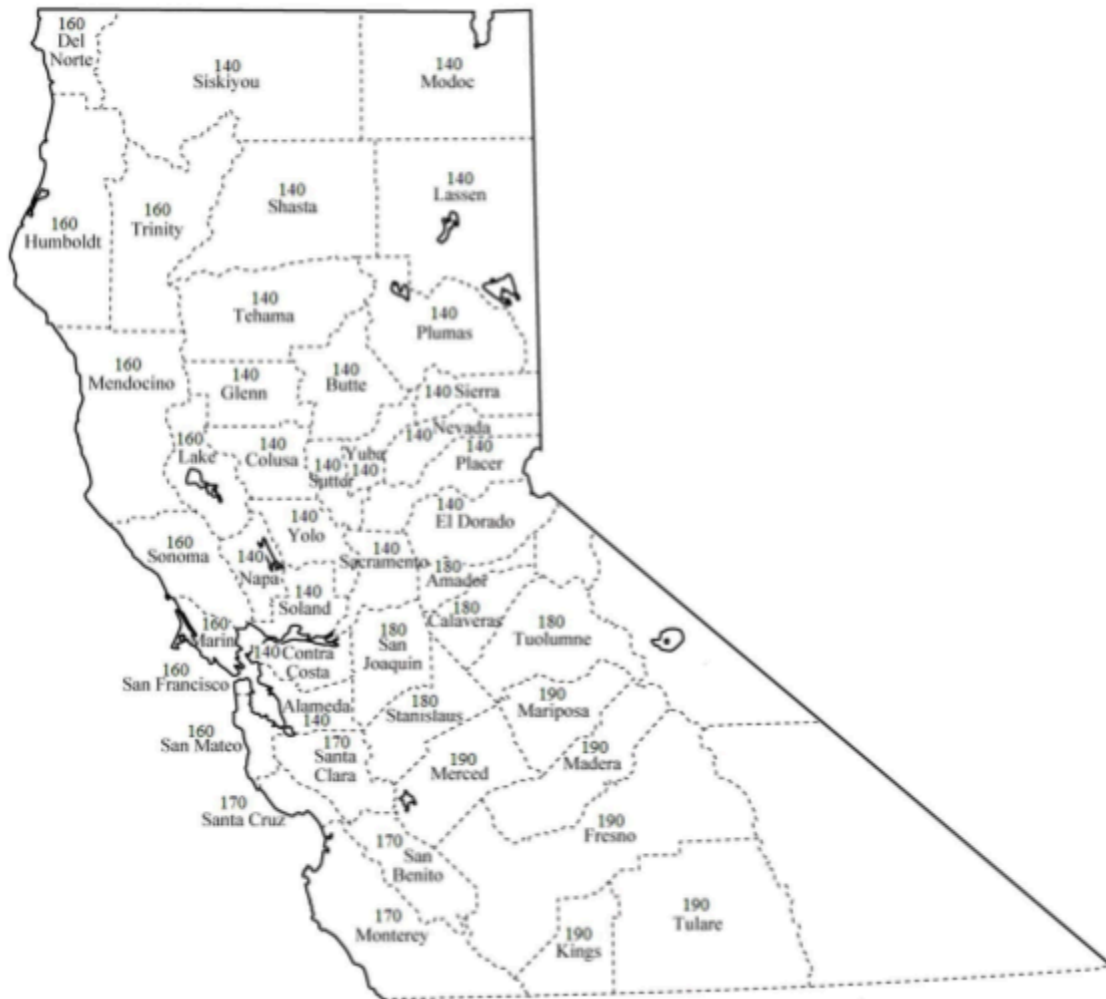 160
Del
Norte
140
Siskiyou
140
Modoc
160
Humboldt
160
Trinity
140
Shasta
140
Lassen
140
Tehama
140
Plumas
160
Mendocino
140
Glenn
140
Butte
140 Sierra
Nevada
140
160
Lake
140
Colusa
140
Sutter
Yuba
140
140
Placer
140
El Dorado
160
Sonoma
140
Napa
140
Yolo
140
Sacramento
180
Amador
140
Soland
180
Calaveras
180
Tuolumne
160
Marin
140 Contra
Costa
180
San
Joaquin
160
San Francisco
Alameda
140
180
Stanislaus
190
Mariposa
160
San Mateo
170
Santa
Clara
190
Merced
190
Madera
170
Santa Cruz
190
Fresno
170 San
Benito
170
Monterey
190
Kings
190
Tulare